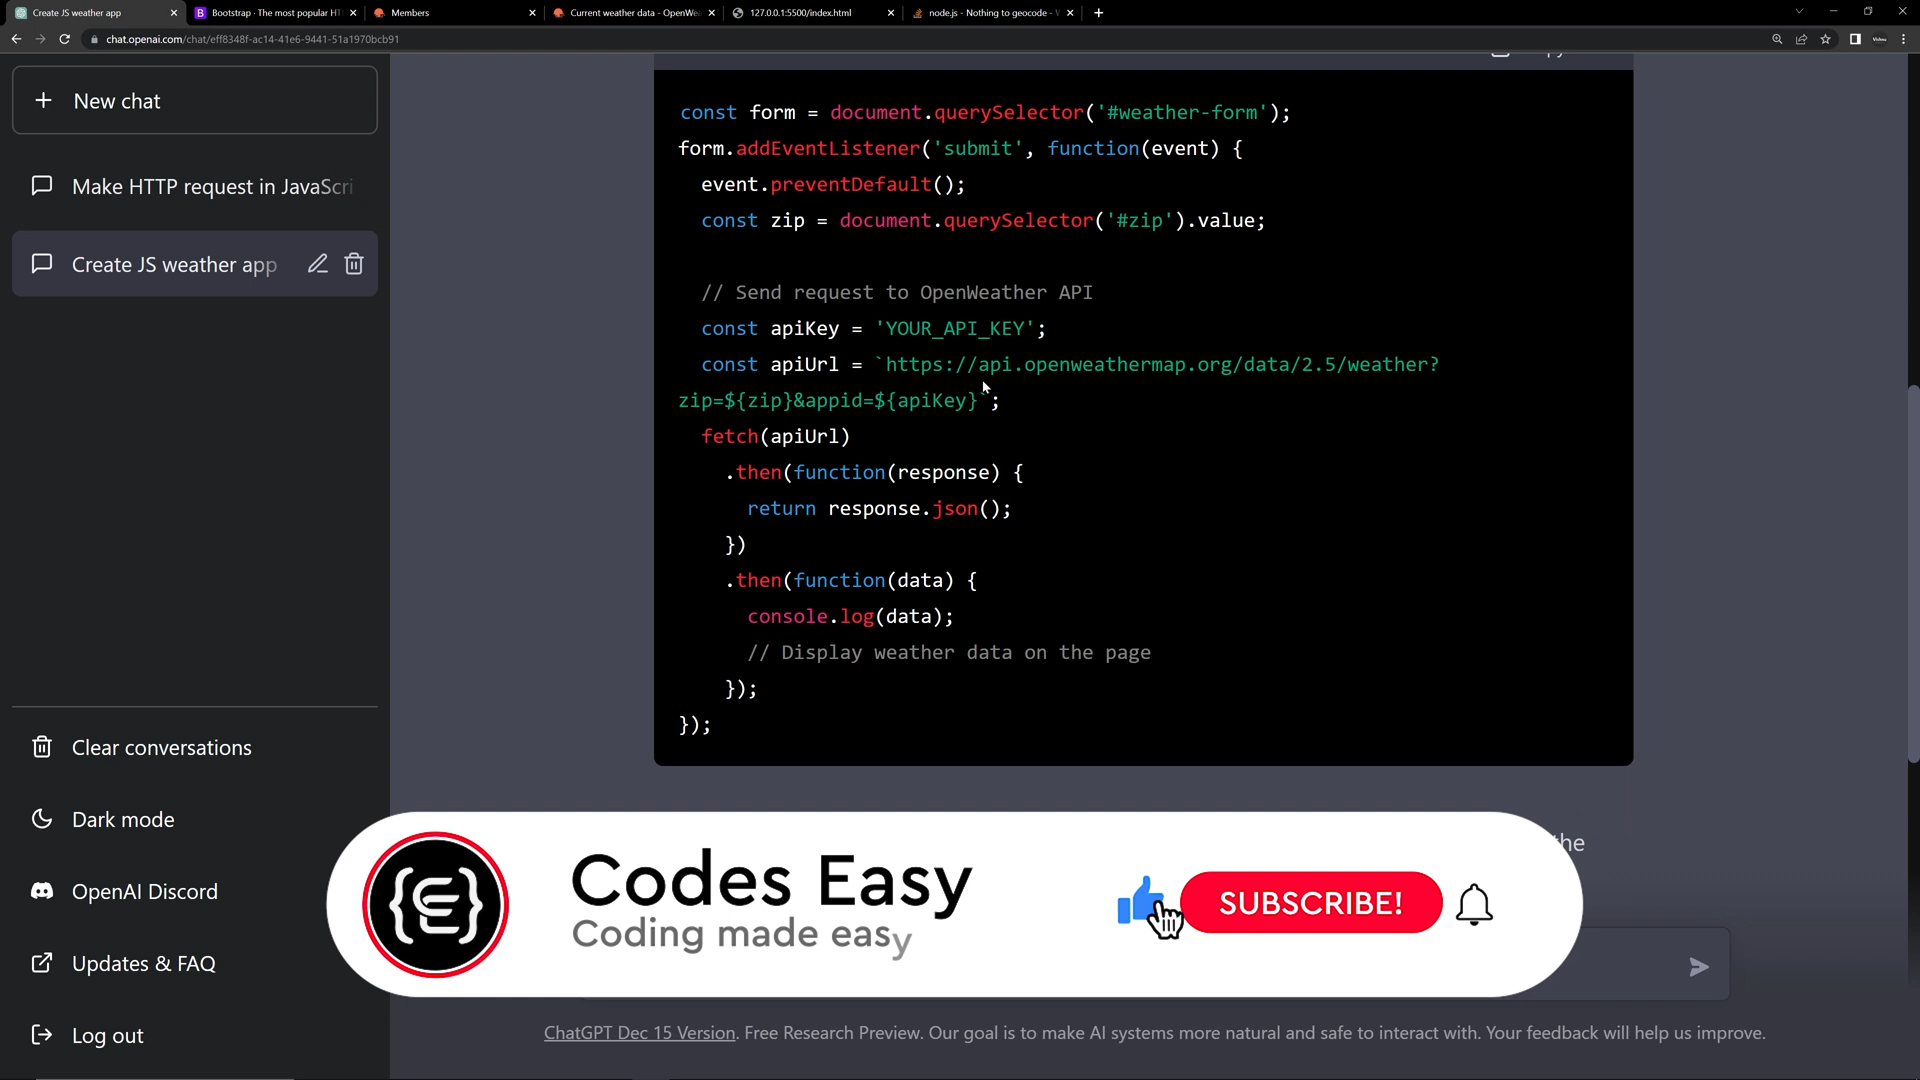 Create JS weather app
Bootstrap · The most popular HT
Members
Current weather data - OpenWea
127.0.0.1:5500/index.html
node.js - Nothing to geocode - W
chat.openai.com/chat/eff8348f-ac14-41e6-9441-51a1970bcb91
New chat
Make HTTP request in JavaScri
Create JS weather app
Clear conversations
Dark mode
OpenAI Discord
Updates & FAQ
Log out
const form = document.querySelector('#weather-form');
form.addEventListener('submit', function(event) {
event.preventDefault();
const zip = document.querySelector('#zip').value;
// Send request to OpenWeather API
const apiKey = 'YOUR_API_KEY';
const apiUrl = `https://api.openweathermap.org/data/2.5/weather?
zip=${zip}&appid=${apiKey}`;
fetch(apiUrl)
.then(function(response) {
return response.json();
})
.then(function(data) {
console.log(data);
// Display weather data on the page
});
});
the
Codes Easy
Coding made easy
SUBSCRIBE!
ChatGPT Dec 15 Version. Free Research Preview. Our goal is to make AI systems more natural and safe to interact with. Your feedback will help us improve.